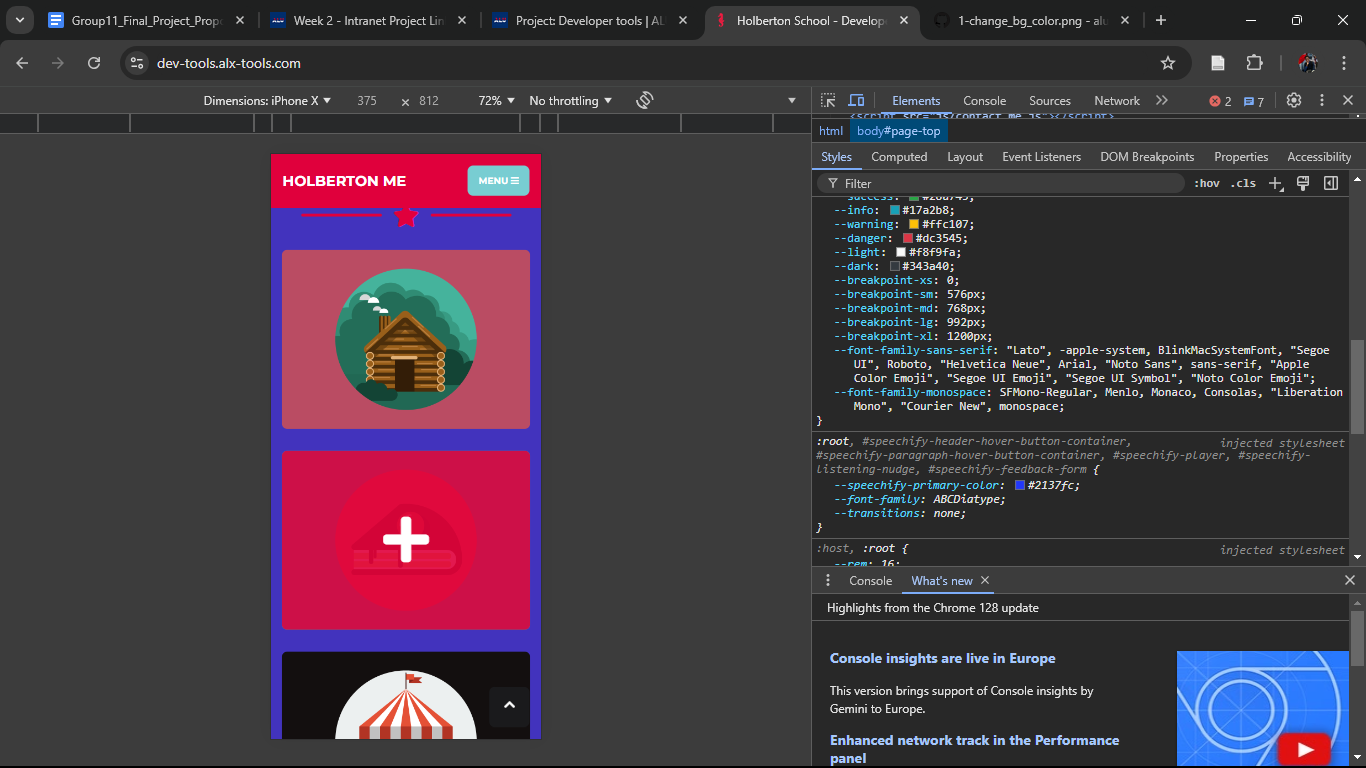 Group11_Final_Project_Prop
Week 2 - Intranet Project Lin
Project: Developer tools | AL
Holberton School - Develop
1-change_bg_color.png - alu
dev-tools.alx-tools.com
Dimensions: iPhone X 375 × 812 72% No throttling
Elements Console Sources Network 2 7
<script src="js/contact_me.js"></script>
html body#page-top
Styles Computed Layout Event Listeners DOM Breakpoints Properties Accessibility
Filter :hov .cls
--success: #28a745;
--info: #17a2b8;
--warning: #ffc107;
--danger: #dc3545;
--light: #f8f9fa;
--dark: #343a40;
--breakpoint-xs: 0;
--breakpoint-sm: 576px;
--breakpoint-md: 768px;
--breakpoint-lg: 992px;
--breakpoint-xl: 1200px;
--font-family-sans-serif: "Lato", -apple-system, BlinkMacSystemFont, "Segoe
UI", Roboto, "Helvetica Neue", Arial, "Noto Sans", sans-serif, "Apple
Color Emoji", "Segoe UI Emoji", "Segoe UI Symbol", "Noto Color Emoji";
--font-family-monospace: SFMono-Regular, Menlo, Monaco, Consolas, "Liberation
Mono", "Courier New", monospace;
}
:root, #speechify-header-hover-button-container, injected stylesheet
#speechify-paragraph-hover-button-container, #speechify-player, #speechify-
listening-nudge, #speechify-feedback-form {
--speechify-primary-color: #2137fc;
--font-family: ABCDiatype;
--transitions: none;
}
:host, :root { injected stylesheet
--rem: 16;
Console What's new
Highlights from the Chrome 128 update
Console insights are live in Europe
This version brings support of Console insights by
Gemini to Europe.
Enhanced network track in the Performance
panel
HOLBERTON ME MENU